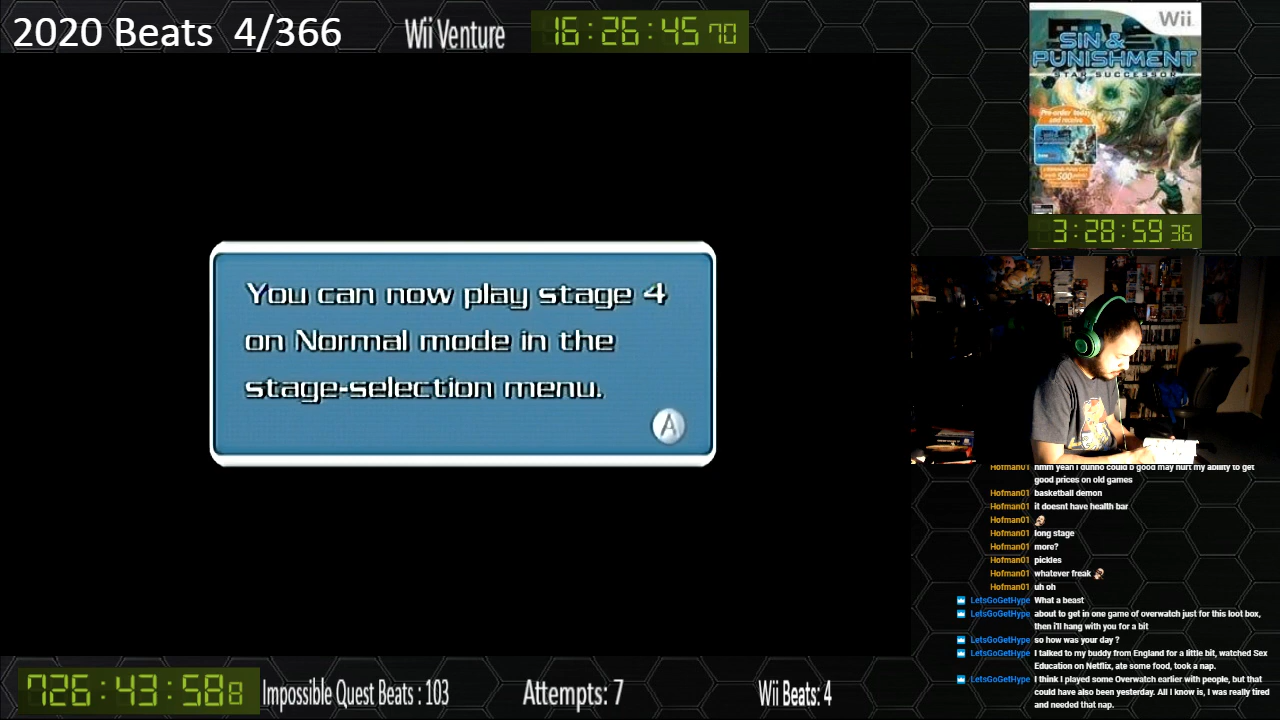 2020 Beats 4/366
Wii Venture
16:26:45 70
Wii
SIN &
PUNISHMENT
STAR SUCCESSOR
Pre-order today
and receive
500
3:28:59 36
You can now play stage 4
on Normal mode in the
stage-selection menu.
A
Hofman01 hmm yeah i dunno could b good may hurt my ability to get
good prices on old games
Hofman01 basketball demon
Hofman01 it doesnt have health bar
Hofman01
Hofman01 long stage
Hofman01 more?
Hofman01 pickles
Hofman01 whatever freak
Hofman01 uh oh
LetsGoGetHype What a beast
LetsGoGetHype about to get in one game of overwatch just for this loot box,
then i'll hang with you for a bit
LetsGoGetHype so how was your day ?
LetsGoGetHype I talked to my buddy from England for a little bit, watched Sex
Education on Netflix, ate some food, took a nap.
LetsGoGetHype I think I played some Overwatch earlier with people, but that
could have also been yesterday. All I know is, I was really tired
and needed that nap.
726:43:58 8
Impossible Quest Beats : 103
Attempts: 7
Wii Beats: 4